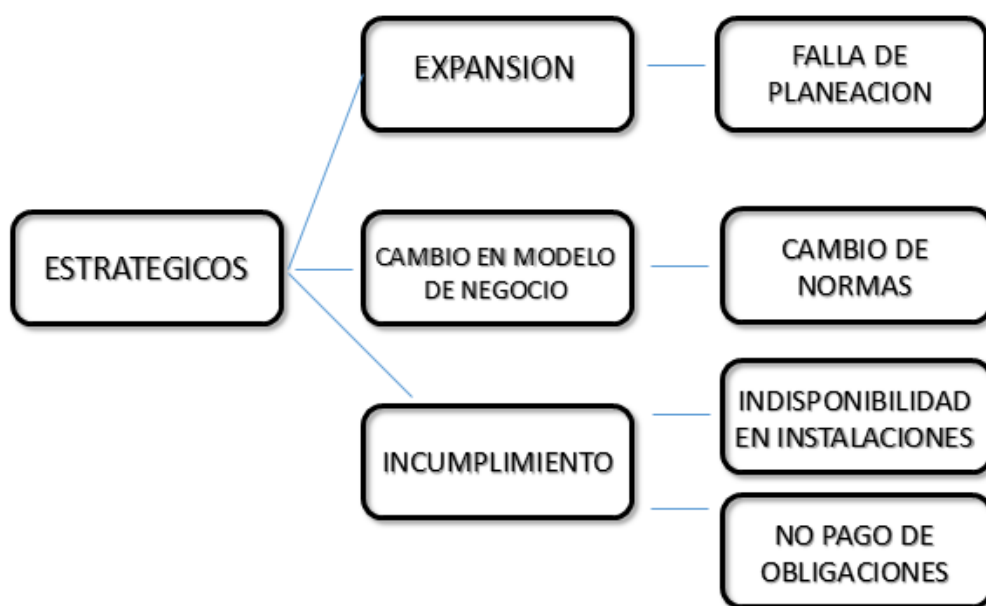 EXPANSION
FALLA DE
PLANEACION
ESTRATEGICOS
CAMBIO EN MODELO
DE NEGOCIO
CAMBIO DE
NORMAS
INCUMPLIMIENTO
INDISPONIBILIDAD
EN INSTALACIONES
NO PAGO DE
OBLIGACIONES